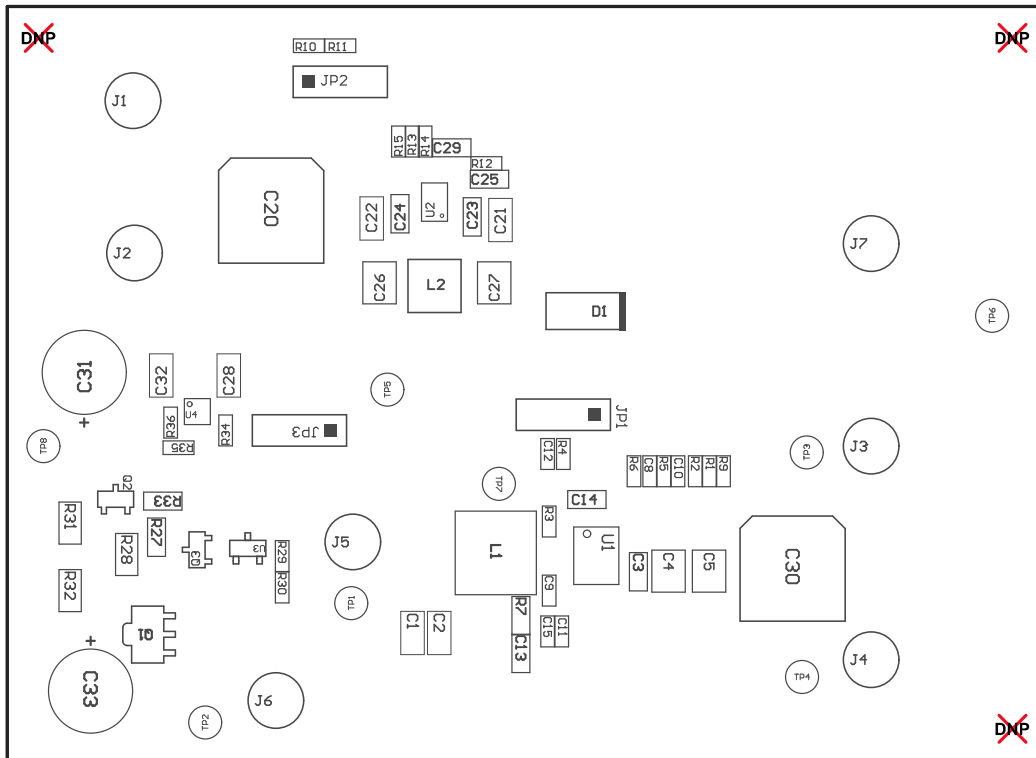 DNP
DNP
R10 R11
JP2
J1
R15
R13
R14
C29
R12
C25
C20
C22
C24
U2
C23
C21
J2
J7
C26
L2
C27
D1
TP6
C31
+
C32
C28
TP5
U4
R36
R34
R35
JP3
JP1
TP8
C12
R4
J3
TP3
R6
C8
R5
C10
R2
R1
R9
Q2
TP7
R33
C14
R31
R27
R28
Q3
U3
R29
R30
J5
L1
R3
U1
C3
C4
C5
C30
R32
C9
TP1
Q1
C1
C2
R7
C13
C15
C11
+
C33
J4
TP4
J6
TP2
DNP